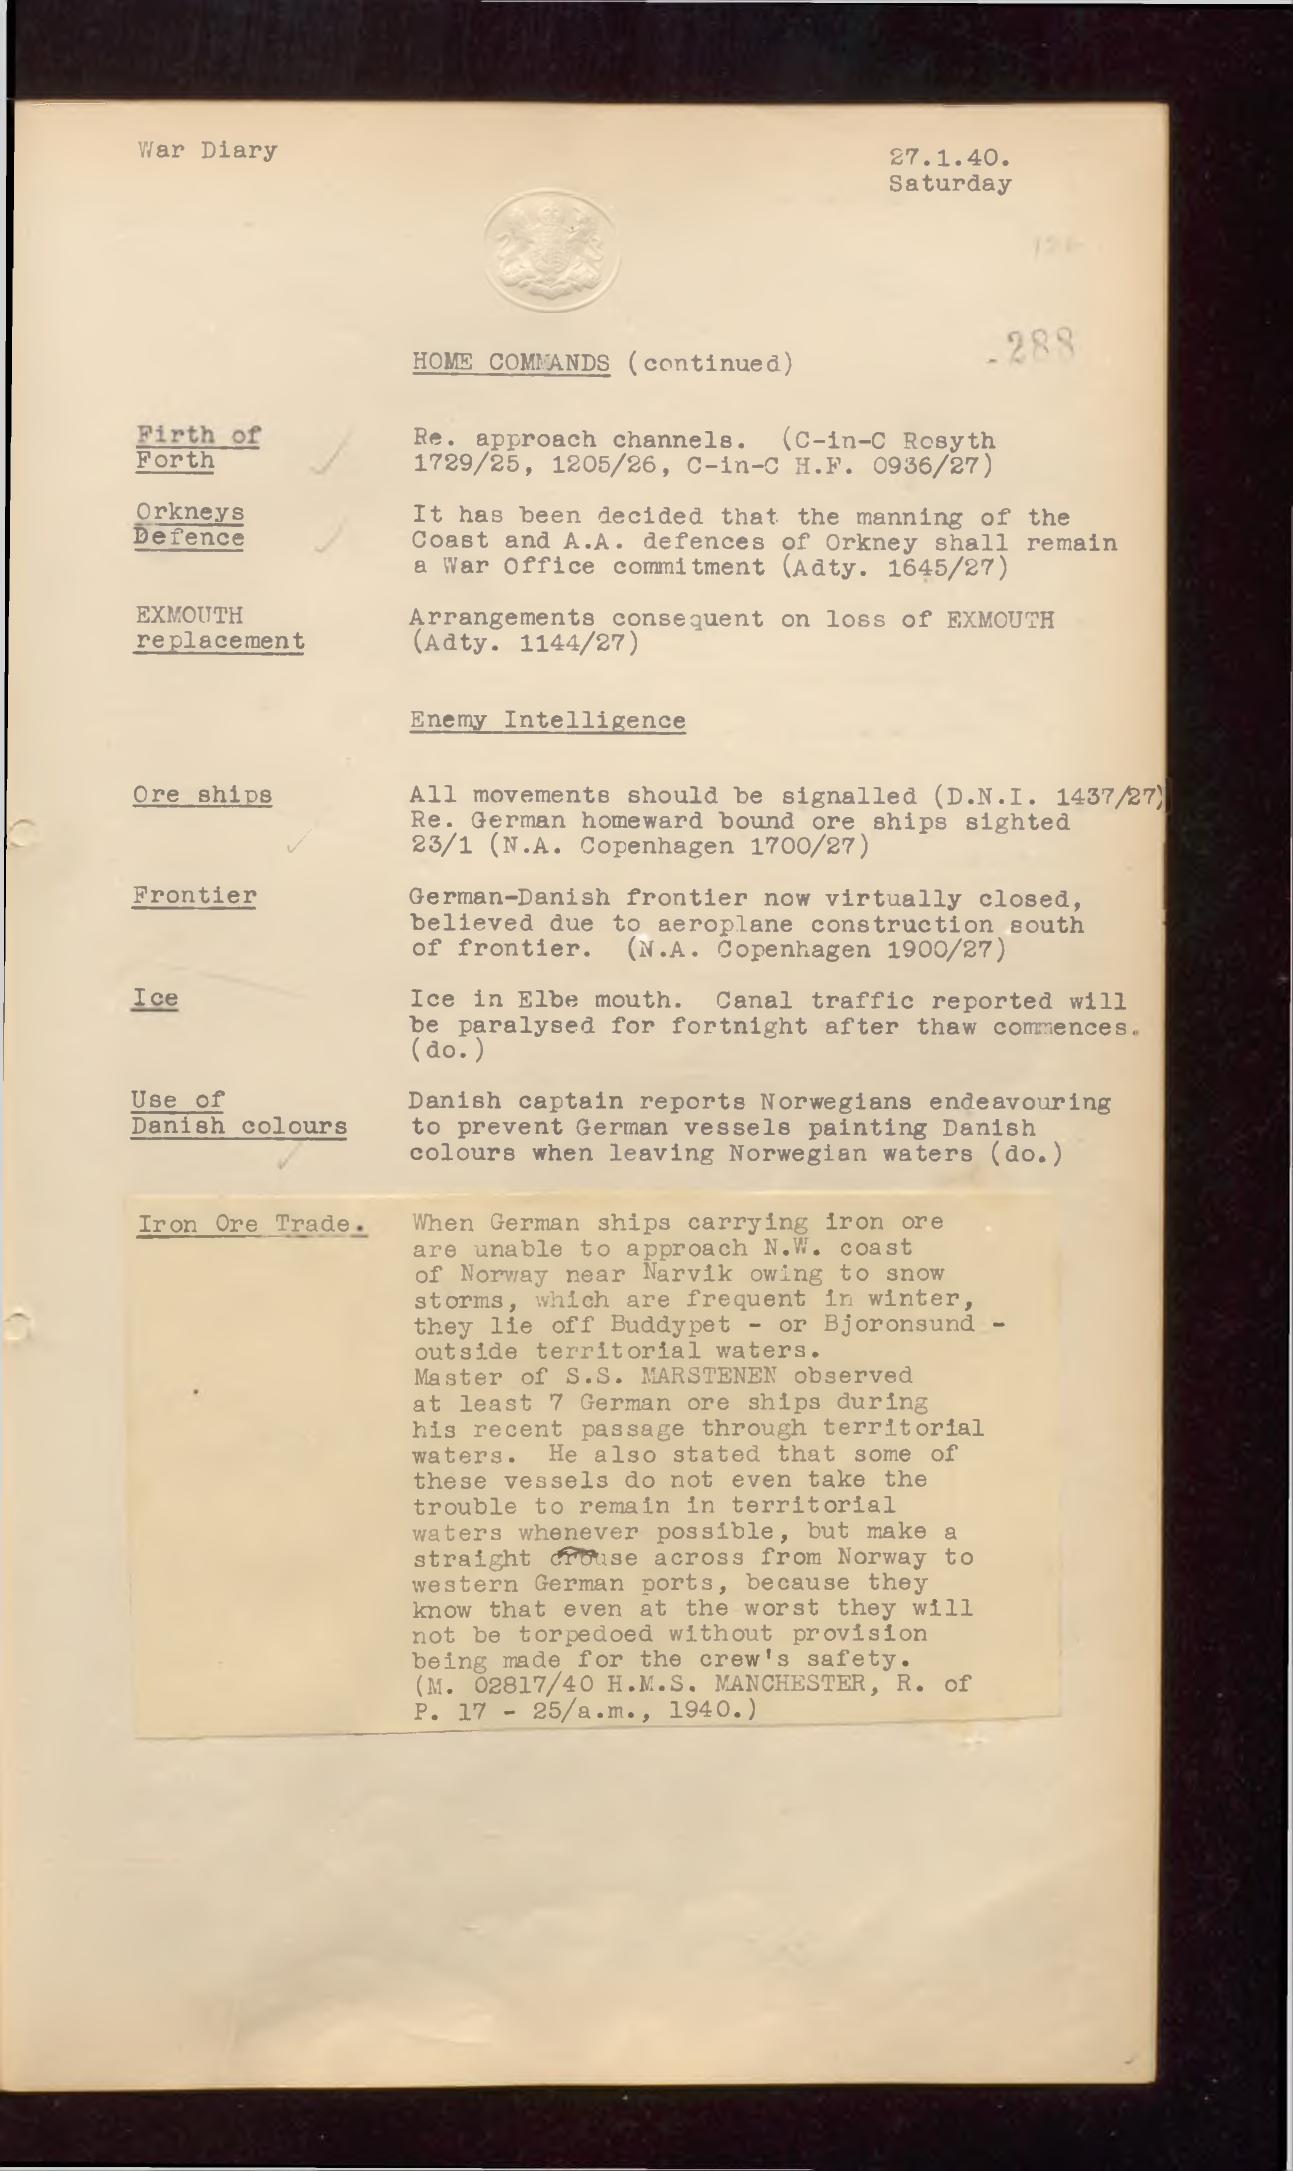 War Diary
27.1.40.
Saturday
288
HOME COMMANDS (continued)
Firth of
Forth
Re. approach channels. (C-in-C Rosyth
1729/25, 1205/26, C-in-C H.F. 0936/27)
Orkneys
Defence
It has been decided that the manning of the
Coast and A.A. defences of Orkney shall remain
a War Office commitment (Adty. 1645/27)
EXMOUTH
replacement
Arrangements consequent on loss of EXMOUTH
(Adty. 1144/27)
Enemy Intelligence
Ore ships
All movements should be signalled (D.N.I. 1437/27)
Re. German homeward bound ore ships sighted
23/1 (N.A. Copenhagen 1700/27)
Frontier
German-Danish frontier now virtually closed,
believed due to aeroplane construction south
of frontier. (N.A. Copenhagen 1900/27)
Ice
Ice in Elbe mouth. Canal traffic reported will
be paralysed for fortnight after thaw commences.
(do.)
Use of
Danish colours
Danish captain reports Norwegians endeavouring
to prevent German vessels painting Danish
colours when leaving Norwegian waters (do.)
Iron Ore Trade.
When German ships carrying iron ore
are unable to approach N.W. coast
of Norway near Narvik owing to snow
storms, which are frequent in winter,
they lie off Buddypet - or Bjoronsund -
outside territorial waters.
Master of S.S. MARSTENEN observed
at least 7 German ore ships during
his recent passage through territorial
waters. He also stated that some of
these vessels do not even take the
trouble to remain in territorial
waters whenever possible, but make a
straight crouse across from Norway to
western German ports, because they
know that even at the worst they will
not be torpedoed without provision
being made for the crew's safety.
(M. 02817/40 H.M.S. MANCHESTER, R. of
P. 17 - 25/a.m., 1940.)